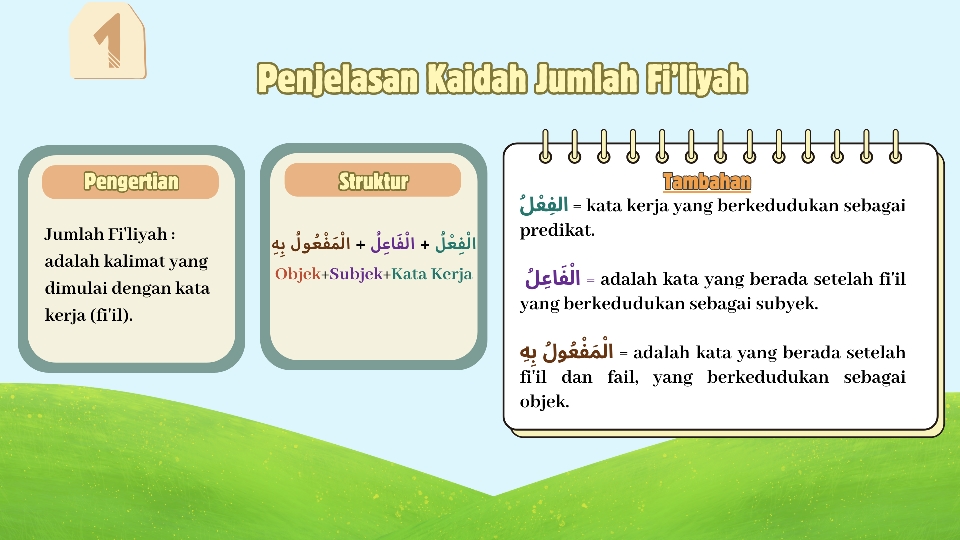 1
Penjelasan Kaidah Jumlah Fi'liyah
Pengertian
Jumlah Fi'liyah :
adalah kalimat yang
dimulai dengan kata
kerja (fi'il).
Struktur
الْفِعْلُ + الْفَاعِلُ + الْمَفْعُولُ بِهِ
Objek+Subjek+Kata Kerja
Tambahan
الفِعْلُ = kata kerja yang berkedudukan sebagai
predikat.
الْفَاعِلُ = adalah kata yang berada setelah fi'il
yang berkedudukan sebagai subyek.
الْمَفْعُولُ بِهِ = adalah kata yang berada setelah
fi'il dan fail, yang berkedudukan sebagai
objek.